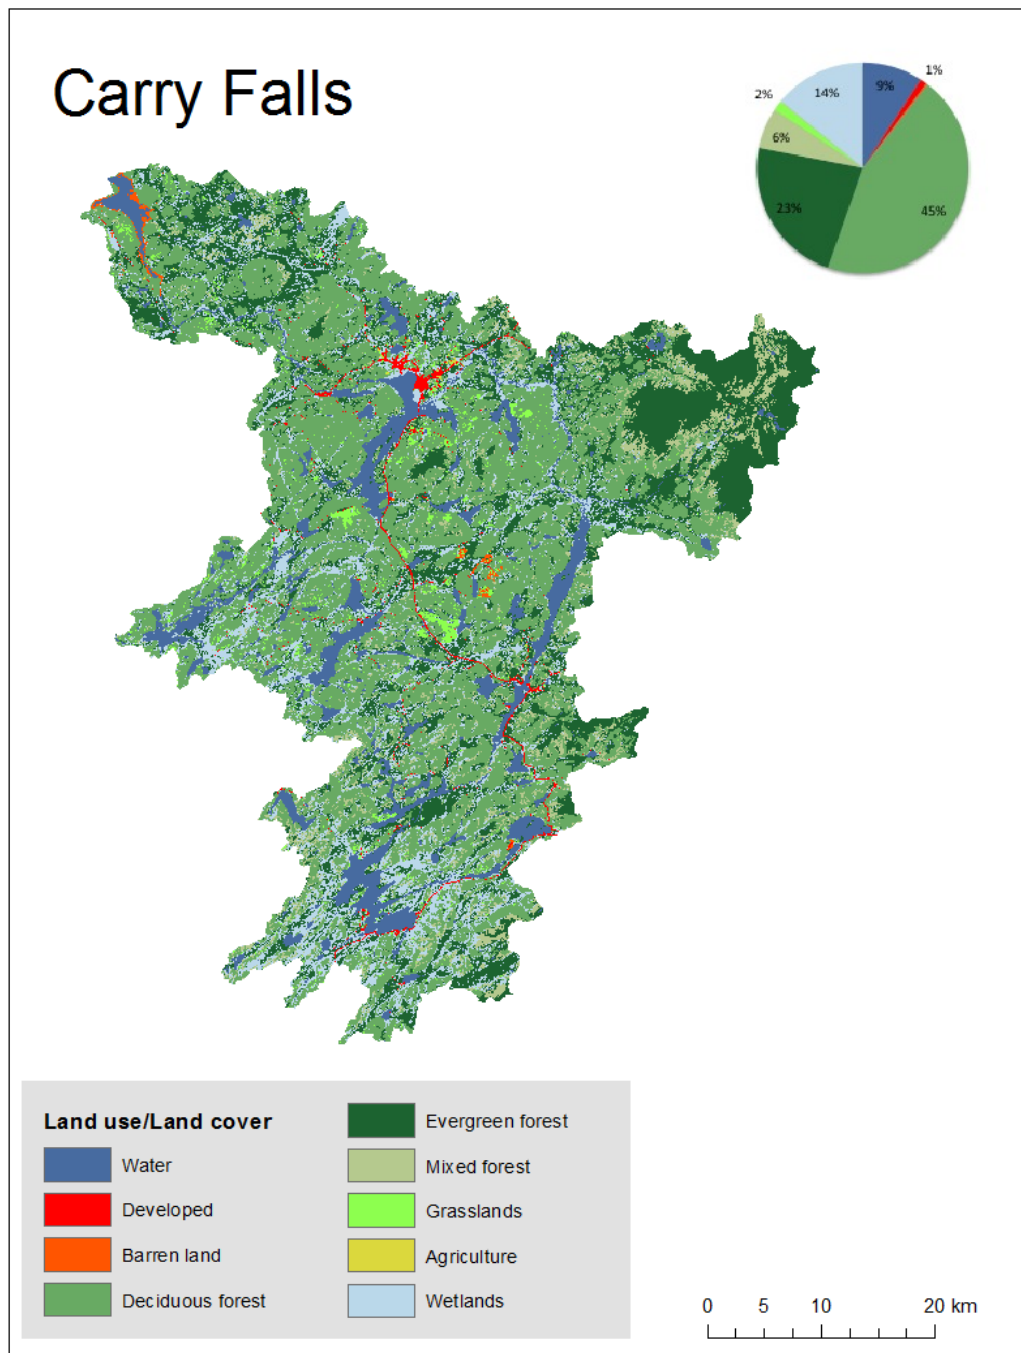 Carry Falls
9%
1%
45%
23%
6%
2%
14%
Land use/Land cover
Water
Developed
Barren land
Deciduous forest
Evergreen forest
Mixed forest
Grasslands
Agriculture
Wetlands
0 5 10 20 km